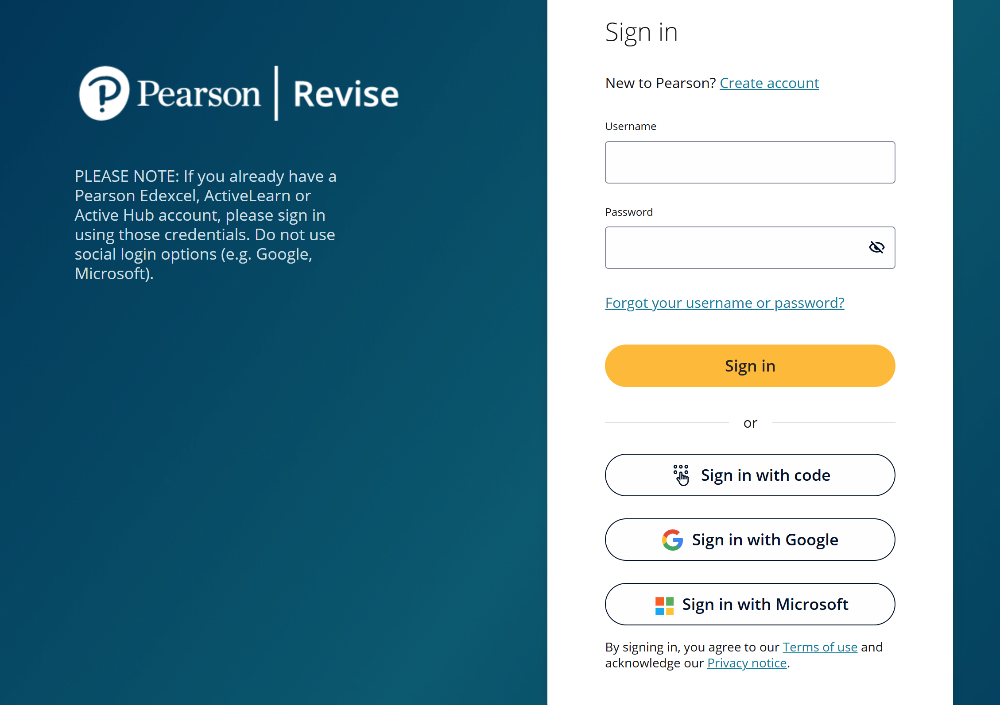 Pearson | Revise
PLEASE NOTE: If you already have a
Pearson Edexcel, ActiveLearn or
Active Hub account, please sign in
using those credentials. Do not use
social login options (e.g. Google,
Microsoft).
Sign in
New to Pearson? Create account
Username
Password
Forgot your username or password?
Sign in
or
Sign in with code
Sign in with Google
Sign in with Microsoft
By signing in, you agree to our Terms of use and
acknowledge our Privacy notice.